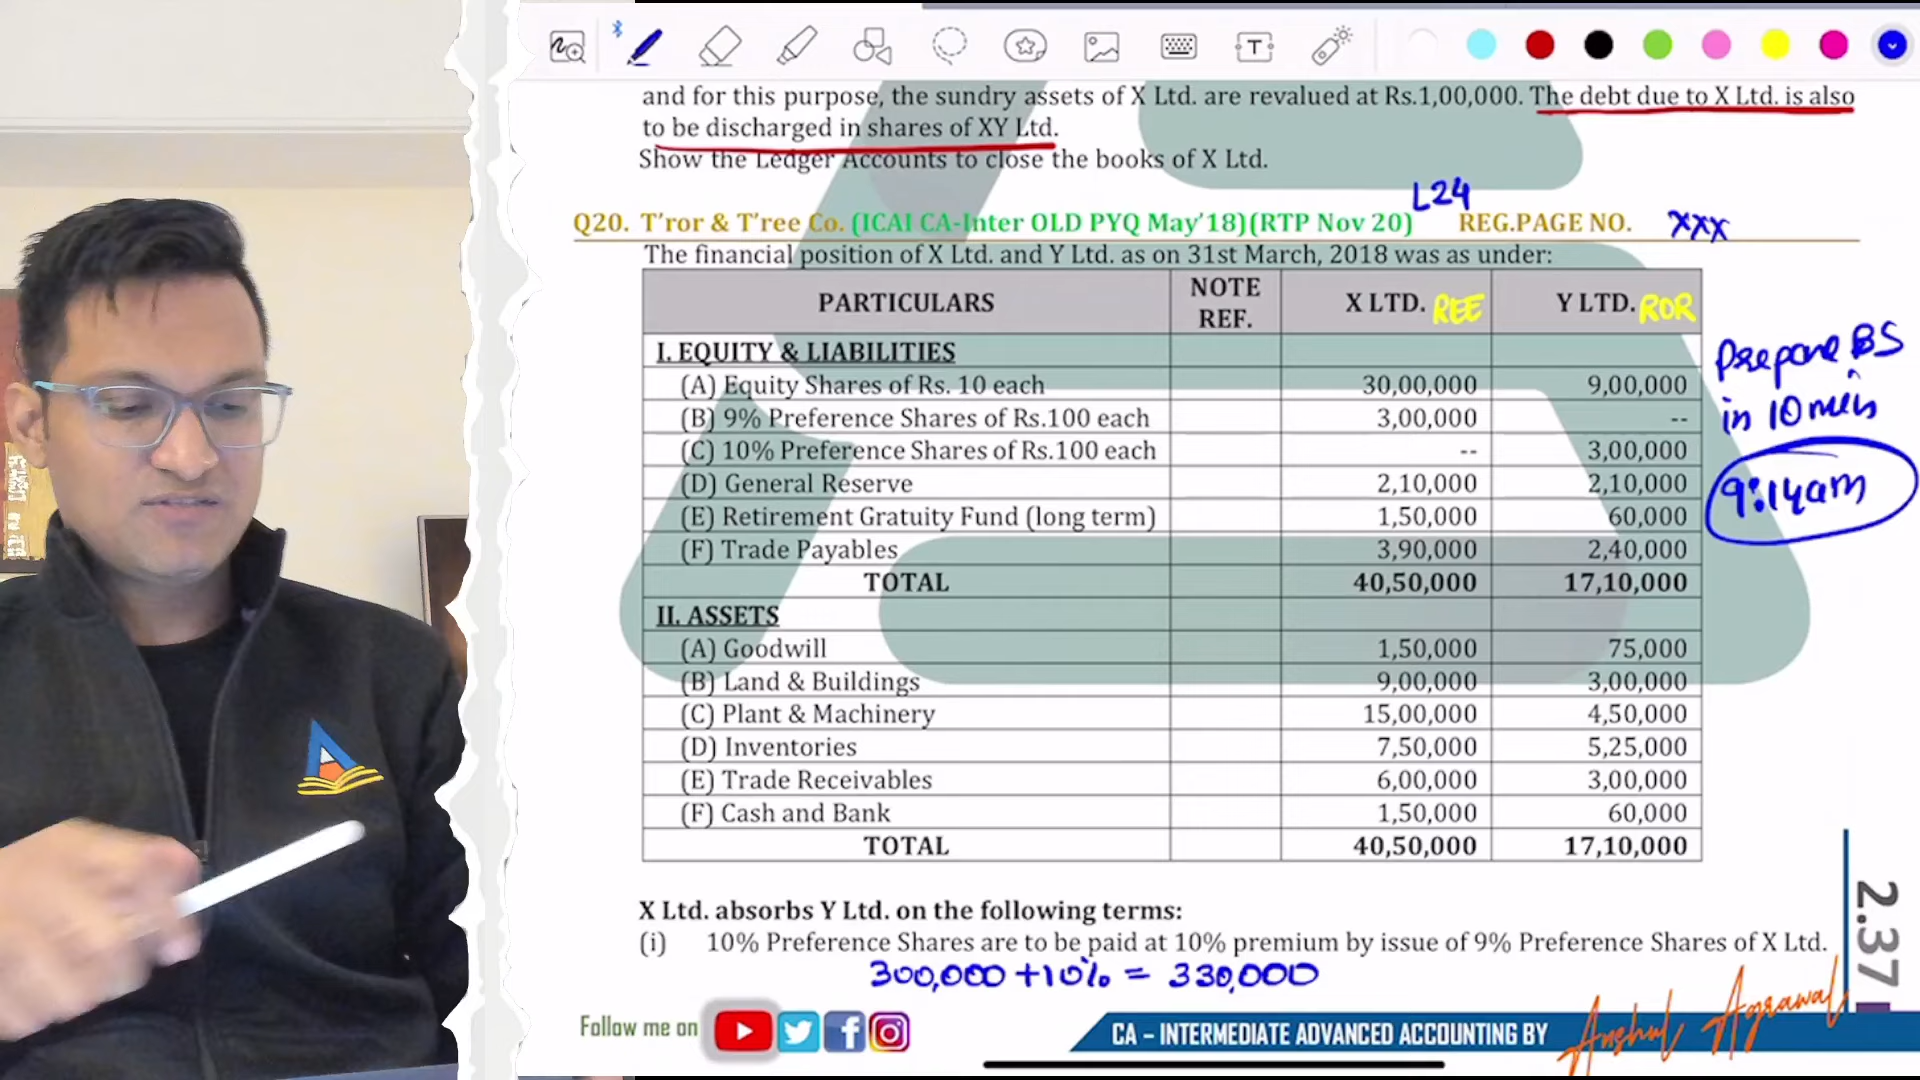 and for this purpose, the sundry assets of X Ltd. are revalued at Rs.1,00,000. The debt due to X Ltd. is also
to be discharged in shares of XY Ltd.
Show the Ledger Accounts to close the books of X Ltd.
L24
Q20. T'ror & T'ree Co. (ICAI CA-Inter OLD PYQ May'18)(RTP Nov 20) REG.PAGE NO. xxx
The financial position of X Ltd. and Y Ltd. as on 31st March, 2018 was as under:
PARTICULARS NOTE REF. X LTD. REE Y LTD. ROR
I. EQUITY & LIABILITIES
(A) Equity Shares of Rs. 10 each 30,00,000 9,00,000
(B) 9% Preference Shares of Rs.100 each 3,00,000 --
(C) 10% Preference Shares of Rs.100 each -- 3,00,000
(D) General Reserve 2,10,000 2,10,000
(E) Retirement Gratuity Fund (long term) 1,50,000 60,000
(F) Trade Payables 3,90,000 2,40,000
TOTAL 40,50,000 17,10,000
II. ASSETS
(A) Goodwill 1,50,000 75,000
(B) Land & Buildings 9,00,000 3,00,000
(C) Plant & Machinery 15,00,000 4,50,000
(D) Inventories 7,50,000 5,25,000
(E) Trade Receivables 6,00,000 3,00,000
(F) Cash and Bank 1,50,000 60,000
TOTAL 40,50,000 17,10,000
Prepare BS
in 10 min
9:14am
X Ltd. absorbs Y Ltd. on the following terms:
(i) 10% Preference Shares are to be paid at 10% premium by issue of 9% Preference Shares of X Ltd.
300,000 + 10% = 330,000
2.37
Follow me on
CA – INTERMEDIATE ADVANCED ACCOUNTING BY Anshul Agrawal